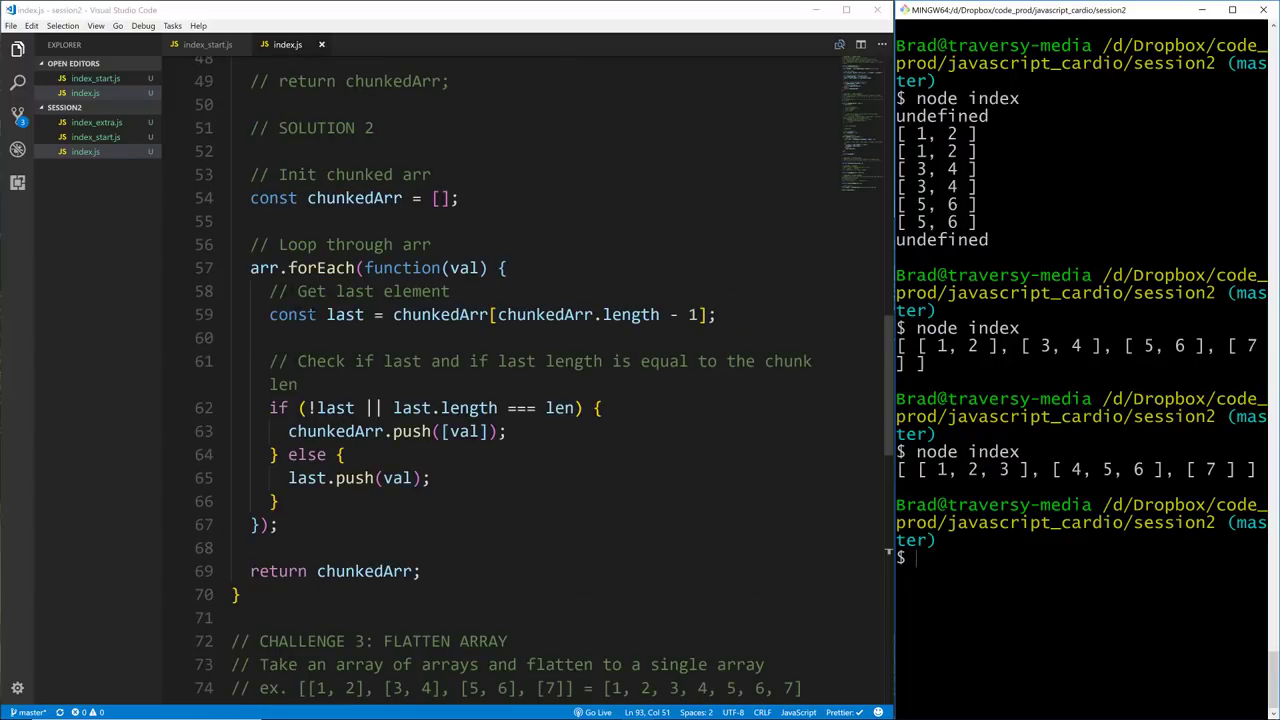 index.js - session2 - Visual Studio Code
File Edit Selection View Go Debug Tasks Help
EXPLORER
OPEN EDITORS
JS index_start.js U
JS index.js U
SESSION2
JS index_extra.js U
JS index_start.js U
JS index.js U
3
JS index_start.js
JS index.js ×
48
49 // return chunkedArr;
50
51 // SOLUTION 2
52
53 // Init chunked arr
54 const chunkedArr = [];
55
56 // Loop through arr
57 arr.forEach(function(val) {
58 // Get last element
59 const last = chunkedArr[chunkedArr.length - 1];
60
61 // Check if last and if last length is equal to the chunk
len
62 if (!last || last.length === len) {
63 chunkedArr.push([val]);
64 } else {
65 last.push(val);
66 }
67 });
68
69 return chunkedArr;
70 }
71
72 // CHALLENGE 3: FLATTEN ARRAY
73 // Take an array of arrays and flatten to a single array
74 // ex. [[1, 2], [3, 4], [5, 6], [7]] = [1, 2, 3, 4, 5, 6, 7]
master* 0 0 Go Live Ln 93, Col 51 Spaces: 2 UTF-8 CRLF JavaScript Prettier: ✓
MINGW64:/d/Dropbox/code_prod/javascript_cardio/session2
Brad@traversy-media /d/Dropbox/code_
prod/javascript_cardio/session2 (mas
ter)
$ node index
undefined
[ 1, 2 ]
[ 1, 2 ]
[ 3, 4 ]
[ 3, 4 ]
[ 5, 6 ]
[ 5, 6 ]
undefined
Brad@traversy-media /d/Dropbox/code_
prod/javascript_cardio/session2 (mas
ter)
$ node index
[ [ 1, 2 ], [ 3, 4 ], [ 5, 6 ], [ 7
] ]
Brad@traversy-media /d/Dropbox/code_
prod/javascript_cardio/session2 (mas
ter)
$ node index
[ [ 1, 2, 3 ], [ 4, 5, 6 ], [ 7 ] ]
Brad@traversy-media /d/Dropbox/code_
prod/javascript_cardio/session2 (mas
ter)
$